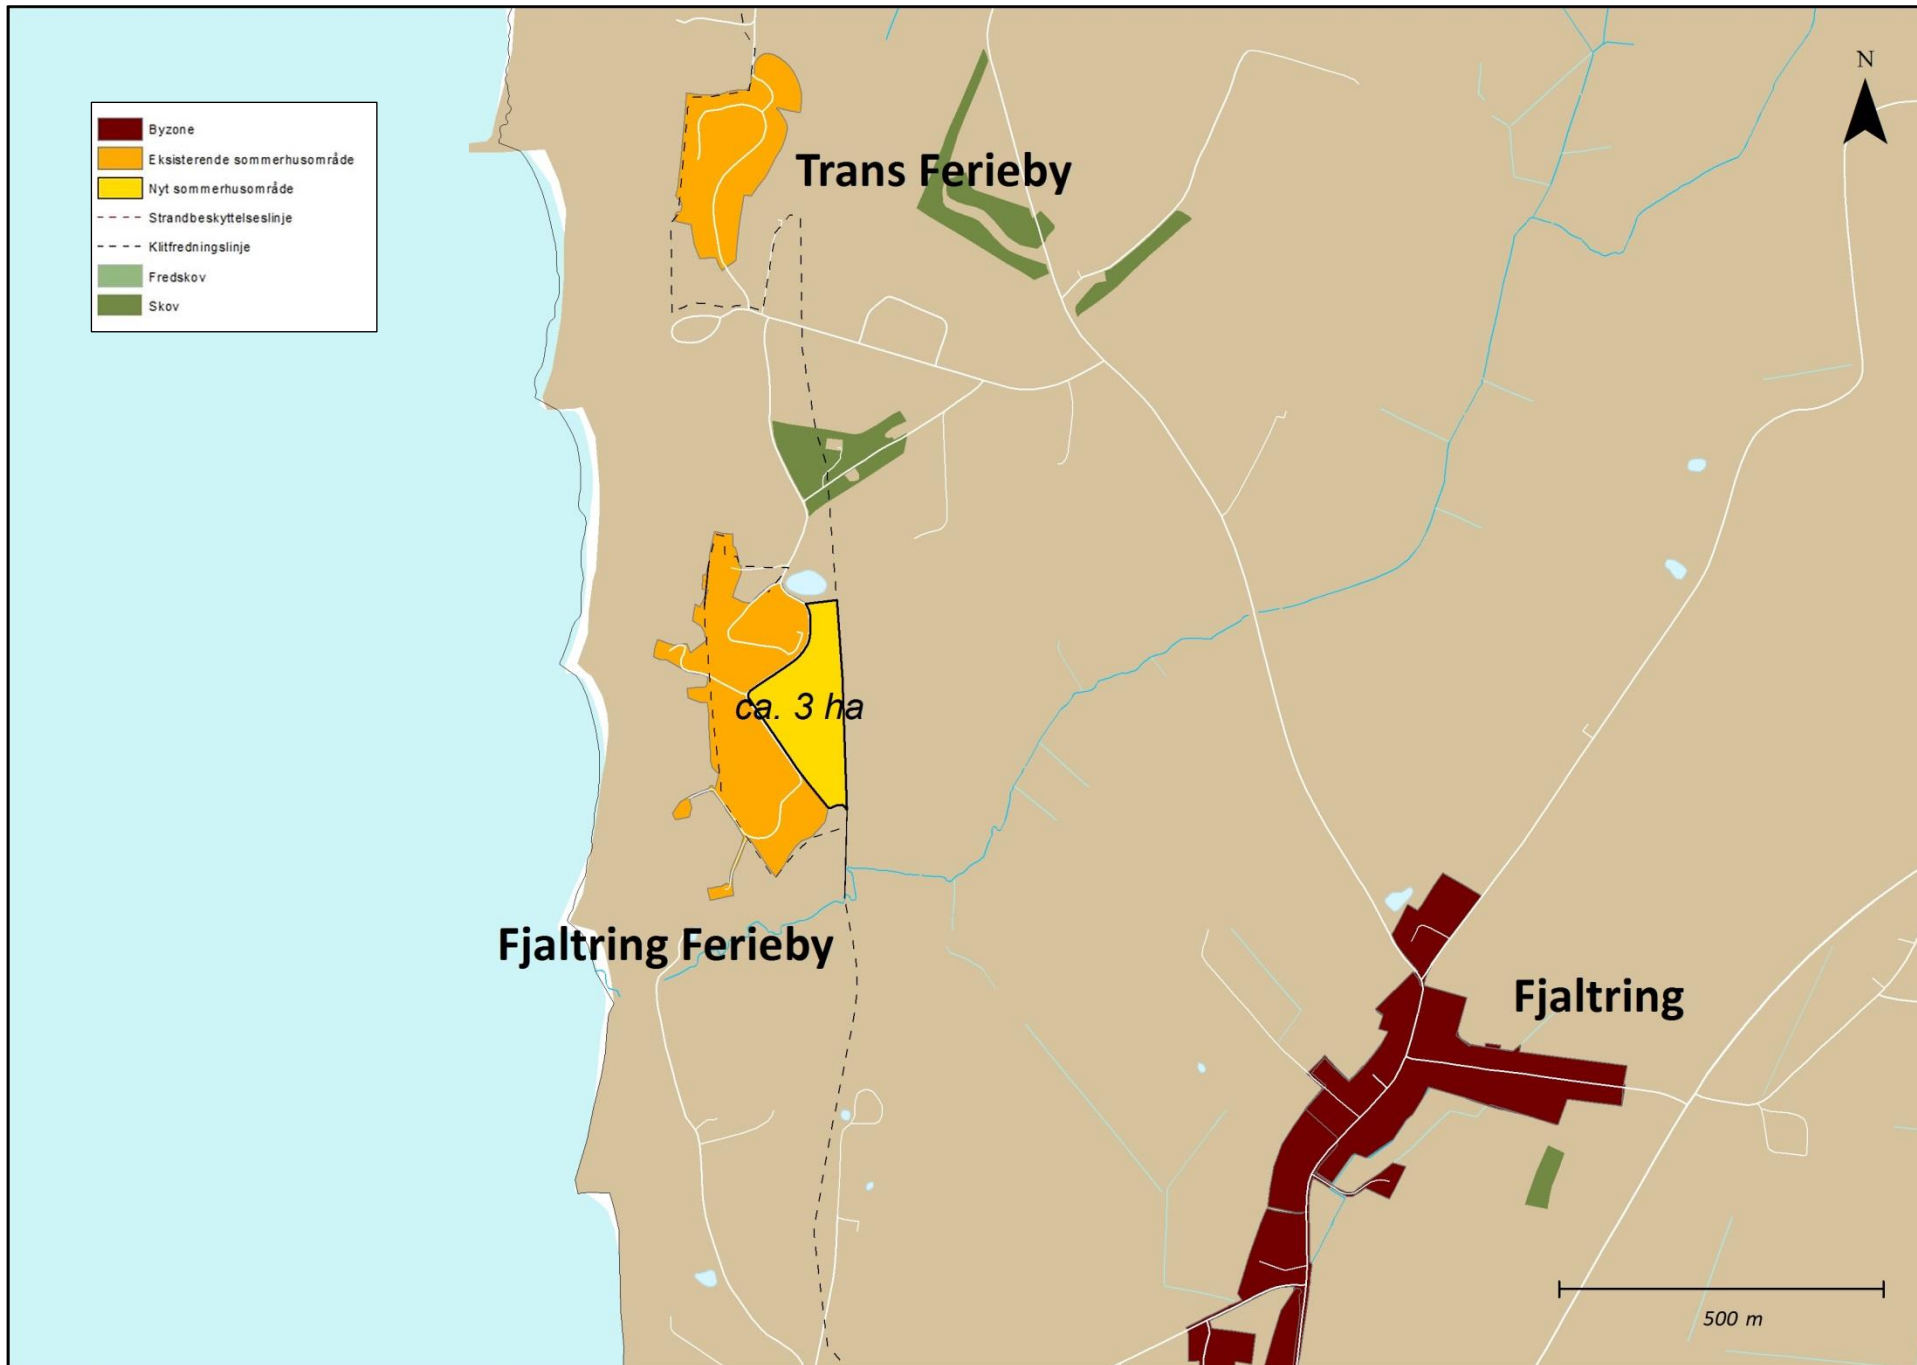 N
Byzone
Eksisterende sommerhusområde
Nyt sommerhusområde
Strandbeskyttelseslinje
Klitfredningslinje
Fredskov
Skov
Trans Ferieby
ca. 3 ha
Fjaltring Ferieby
Fjaltring
500 m